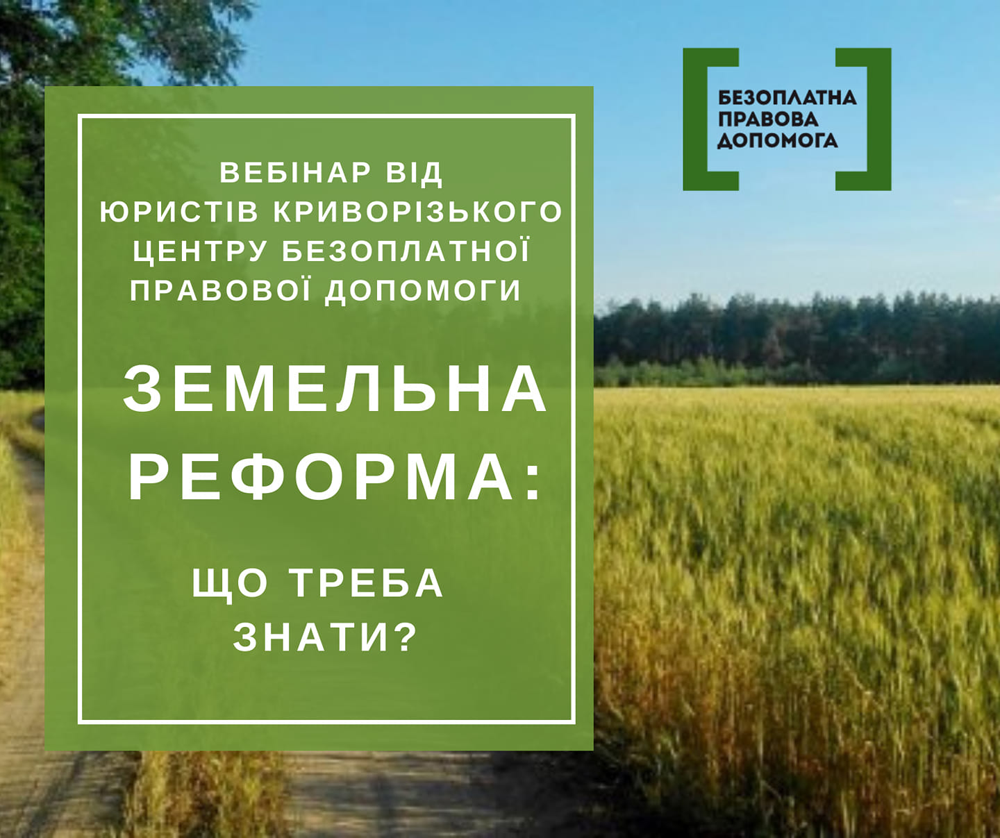 ВЕБІНАР ВІД
ЮРИСТІВ КРИВОРІЗЬКОГО
ЦЕНТРУ БЕЗОПЛАТНОЇ
ПРАВОВОЇ ДОПОМОГИ
ЗЕМЕЛЬНА
РЕФОРМА:
ЩО ТРЕБА
ЗНАТИ?
БЕЗОПЛАТНА
ПРАВОВА
ДОПОМОГА